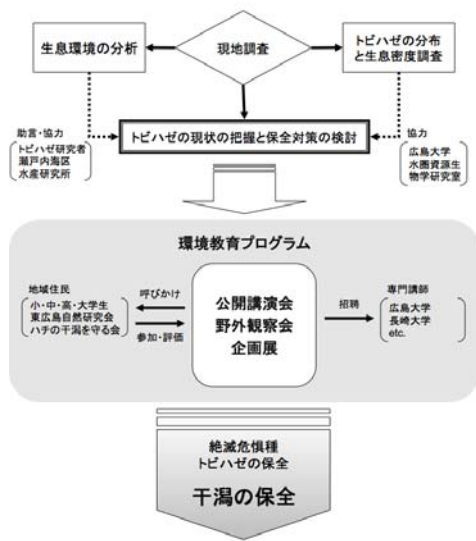 生息環境の分析
現地調査
トビハゼの分布
と生息密度調査
助言・協力
トビハゼ研究者
瀬戸内海区
水産研究所
トビハゼの現状の把握と保全対策の検討
協力
広島大学
水圏資源生
物学研究室
環境教育プログラム
地域住民
小・中・高・大学生
東広島自然研究会
ハチの干潟を守る会
呼びかけ
参加・評価
公開講演会
野外観察会
企画展
招聘
専門講師
広島大学
長崎大学
etc.
絶滅危惧種
トビハゼの保全
干潟の保全